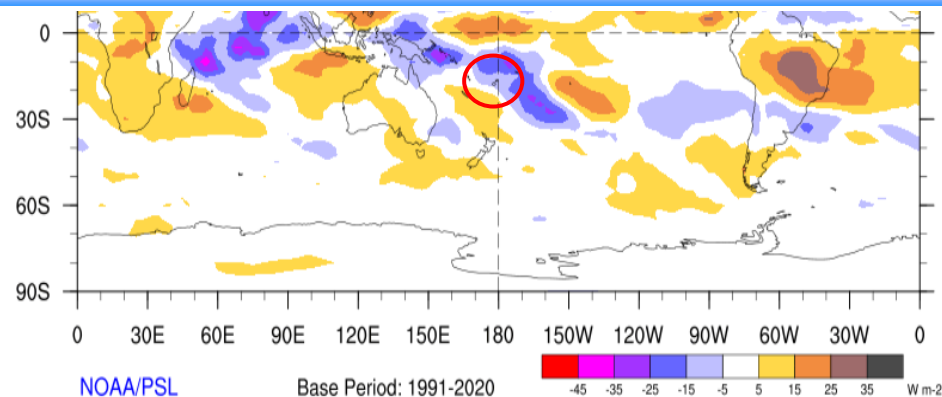 0
30S
60S
90S
0 30E 60E 90E 120E 150E 180 150W 120W 90W 60W 30W 0
-45 -35 -25 -15 -5 5 15 25 35 W m-2
NOAA/PSL Base Period: 1991-2020